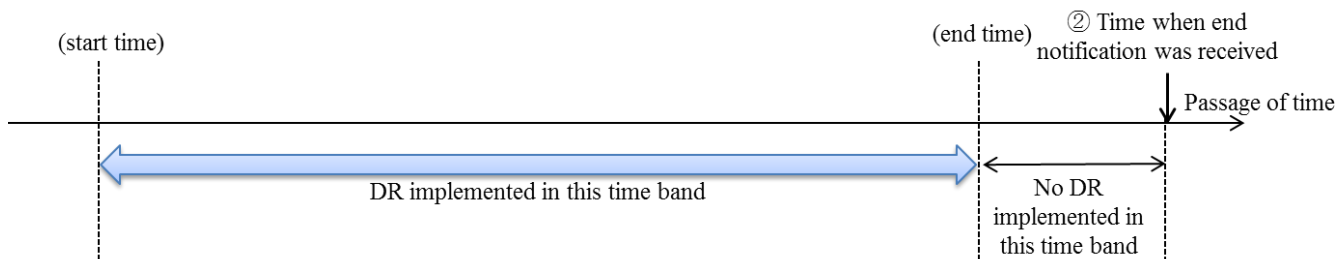 (start time)
(end time)
② Time when end
notification was received
Passage of time
DR implemented in this time band
No DR
implemented in
this time band